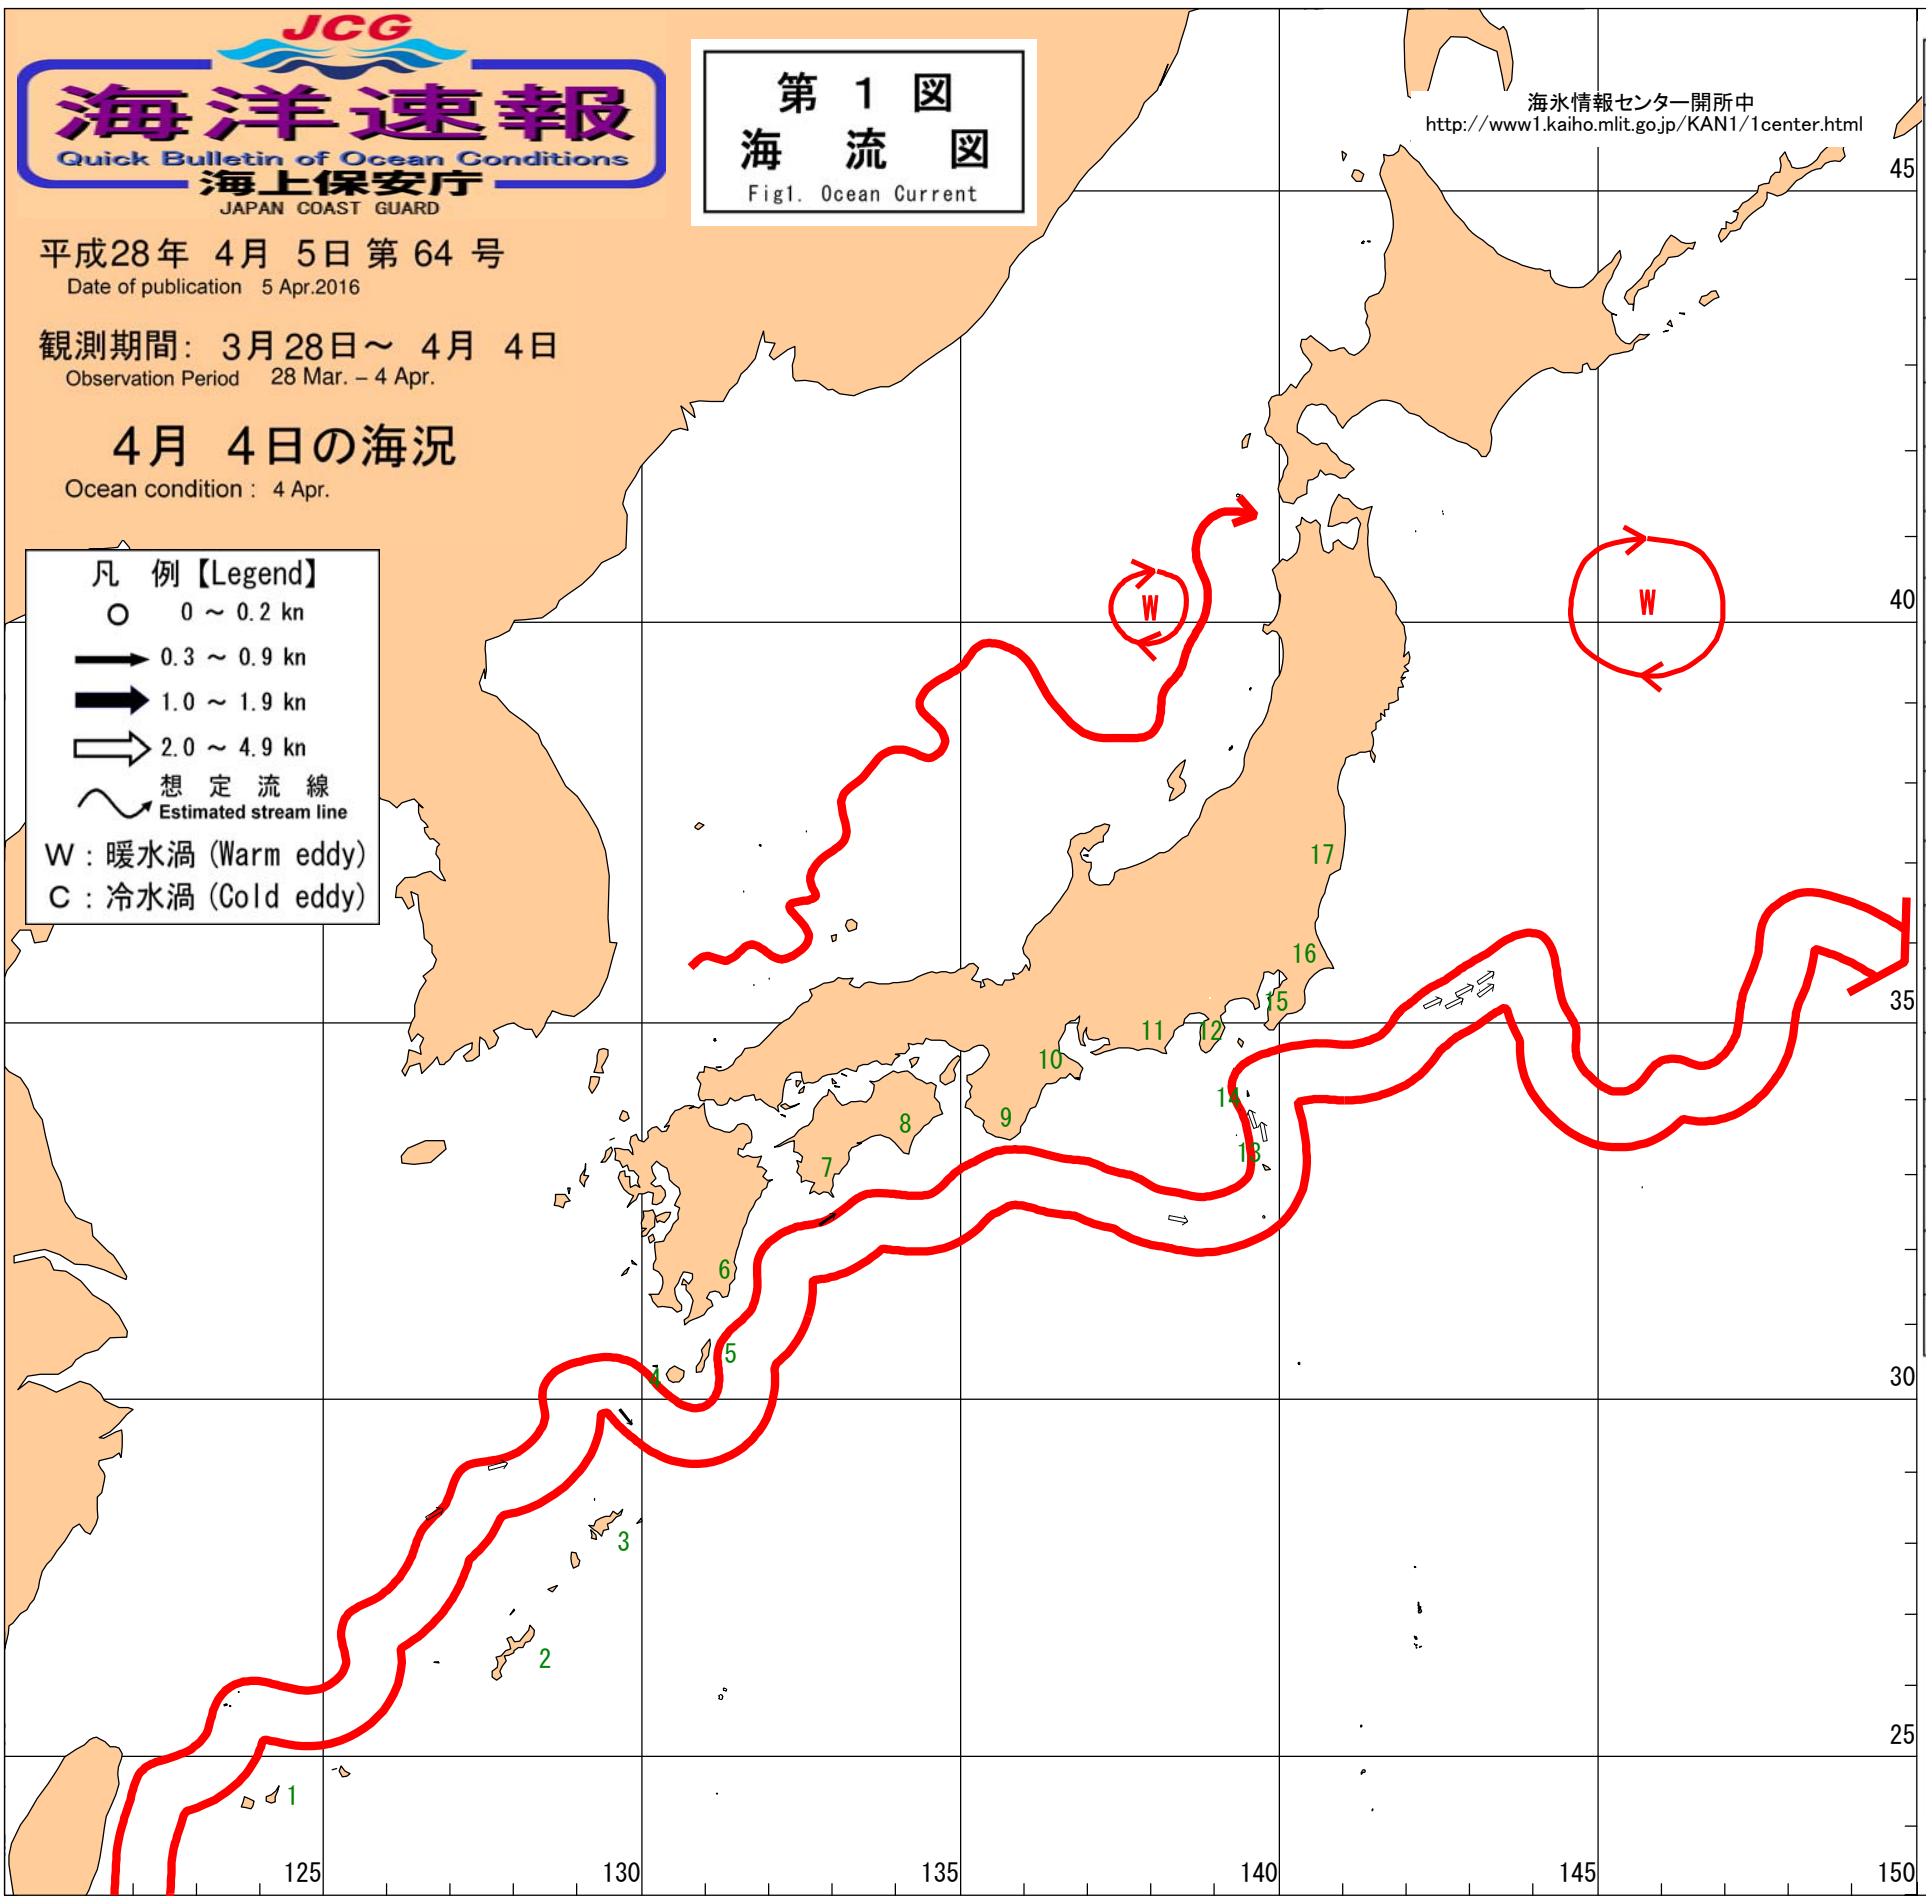 JCG
海洋速報
Quick Bulletin of Ocean Conditions
海上保安庁
JAPAN COAST GUARD
第 1 図
海 流 図
Fig1. Ocean Current
海氷情報センター開所中
http://www1.kaiho.mlit.go.jp/KAN1/1center.html
平成28年 4月 5日 第 64 号
Date of publication 5 Apr.2016
観測期間: 3月28日～ 4月 4日
Observation Period 28 Mar. – 4 Apr.
4月 4日の海況
Ocean condition : 4 Apr.
凡 例【Legend】
0 ～ 0.2 kn
0.3 ～ 0.9 kn
1.0 ～ 1.9 kn
2.0 ～ 4.9 kn
想 定 流 線
Estimated stream line
W : 暖水渦 (Warm eddy)
C : 冷水渦 (Cold eddy)
45
W
W
40
17
16
35
15
11
12
10
14
9
8
13
7
6
5
4
30
3
2
25
1
125
130
135
140
145
150